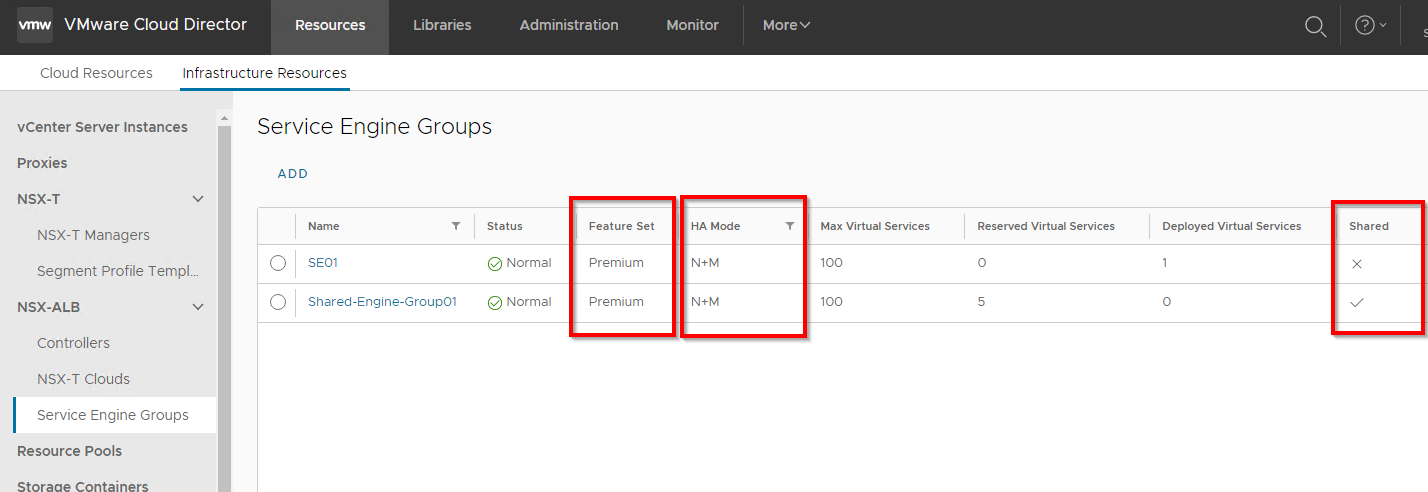 vmw VMware Cloud Director Resources Libraries Administration Monitor More
Cloud Resources Infrastructure Resources
vCenter Server Instances
Proxies
NSX-T
NSX-T Managers
Segment Profile Templ...
NSX-ALB
Controllers
NSX-T Clouds
Service Engine Groups
Resource Pools
Storage Containers
Service Engine Groups
ADD
Name Status Feature Set HA Mode Max Virtual Services Reserved Virtual Services Deployed Virtual Services Shared
SE01 Normal Premium N+M 100 0 1
Shared-Engine-Group01 Normal Premium N+M 100 5 0